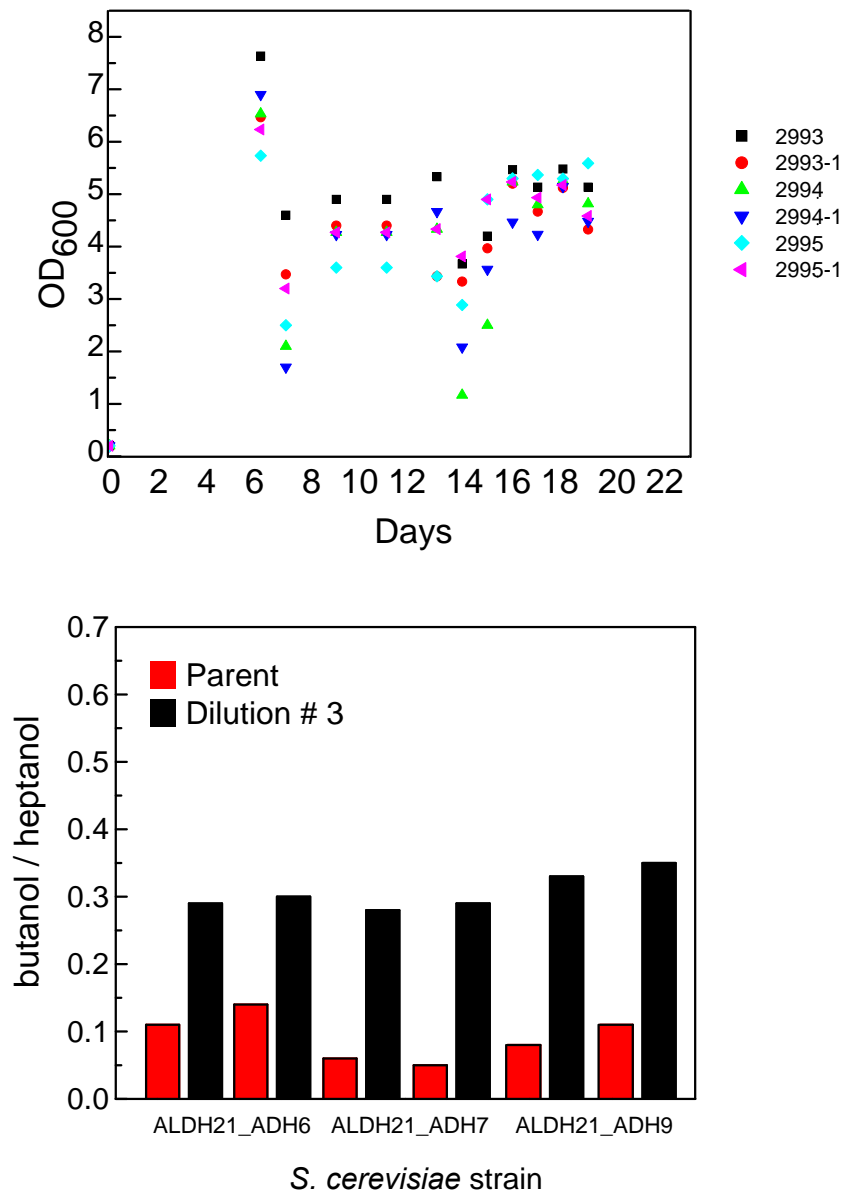 8
7
6
5
4
3
2
1
0
OD600
0 2 4 6 8 10 12 14 16 18 20 22
Days
2993
2993-1
2994
2994-1
2995
2995-1
0.7
0.6
0.5
0.4
0.3
0.2
0.1
0.0
butanol / heptanol
Parent
Dilution # 3
ALDH21_ADH6 ALDH21_ADH7 ALDH21_ADH9
S. cerevisiae strain